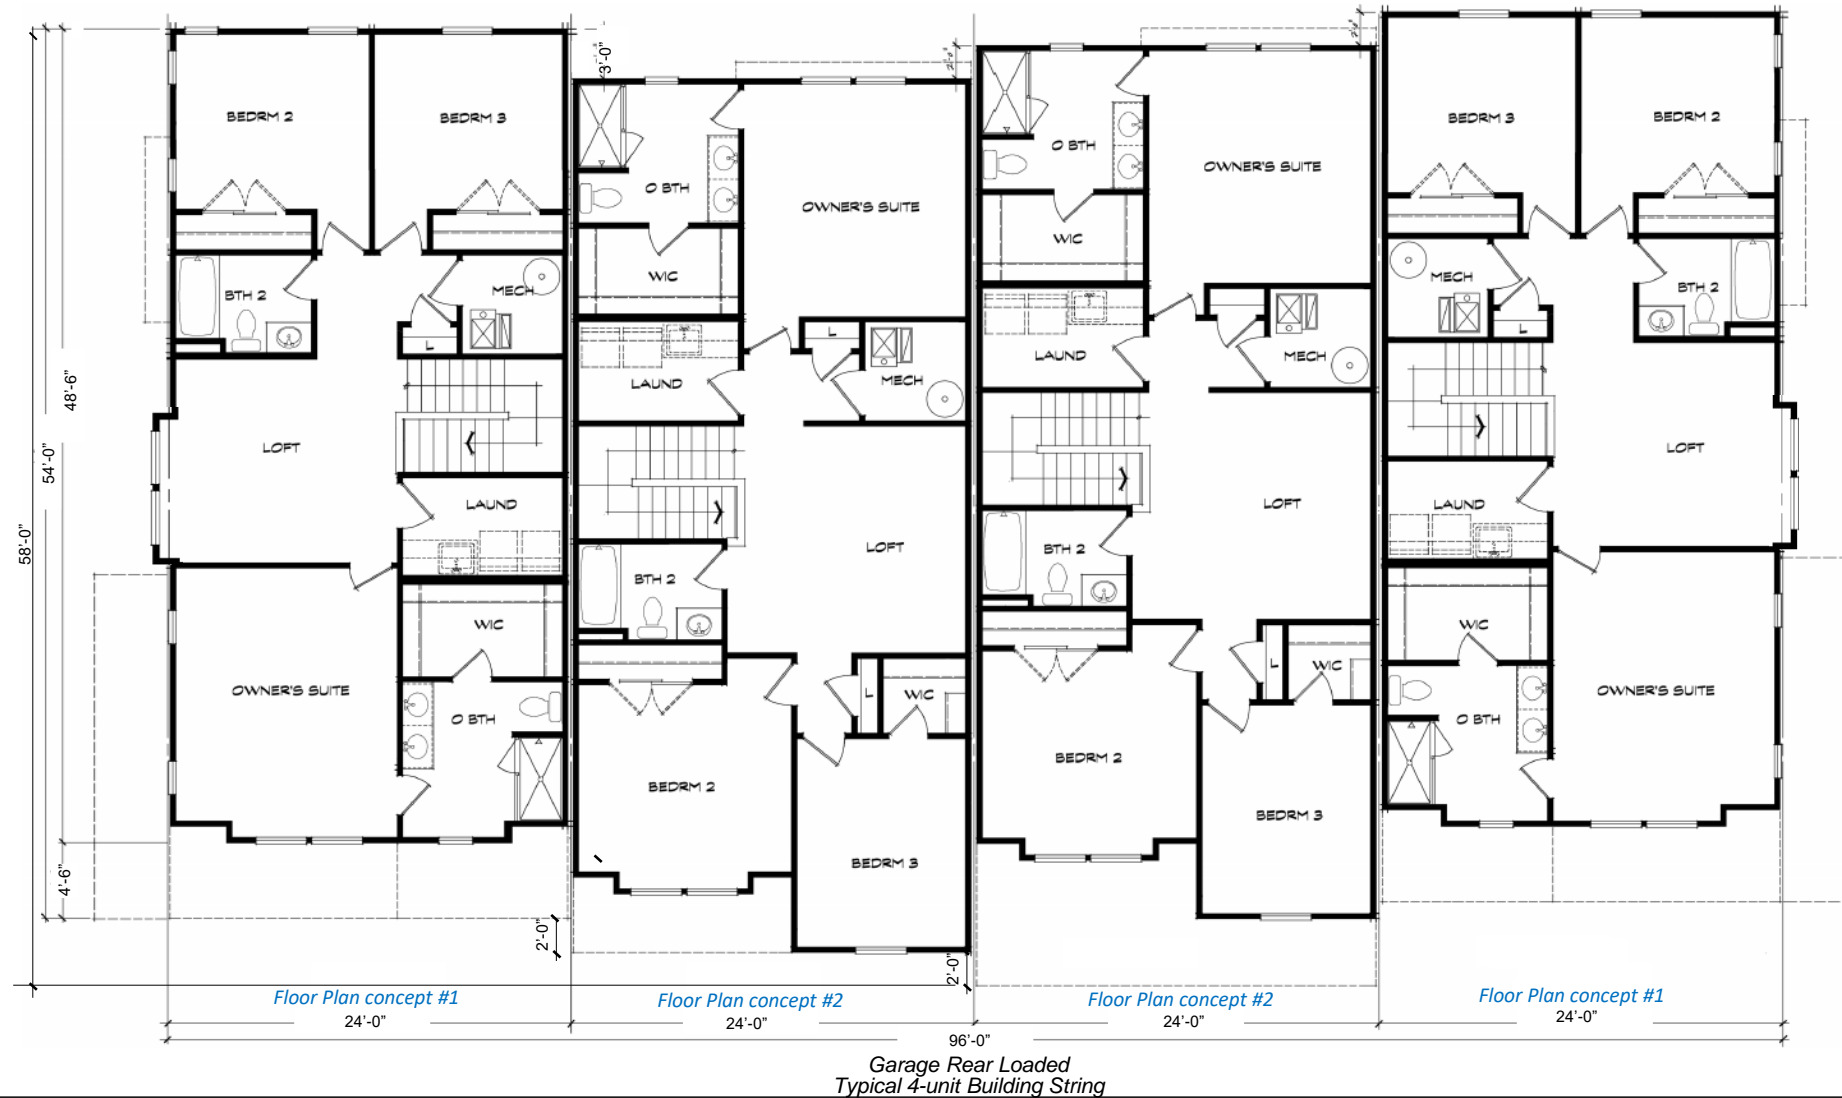 3'-0"
2'-0"
2'-0"
BEDRM 2
BEDRM 3
O BTH
OWNER'S SUITE
WIC
O BTH
OWNER'S SUITE
WIC
BEDRM 3
BEDRM 2
BTH 2
MECH
L
LAUND
L
MECH
LAUND
MECH
MECH
L
BTH 2
48'-6"
54'-0"
58'-0"
LOFT
LAUND
WIC
OWNER'S SUITE
O BTH
4'-6"
LOFT
BTH 2
L
WIC
BEDRM 2
BEDRM 3
2'-0"
2'-0"
LOFT
BTH 2
L
WIC
BEDRM 2
BEDRM 3
LOFT
LAUND
WIC
OWNER'S SUITE
O BTH
Floor Plan concept #1
Floor Plan concept #2
Floor Plan concept #2
Floor Plan concept #1
24'-0"
24'-0"
24'-0"
24'-0"
96'-0"
Garage Rear Loaded
Typical 4-unit Building String